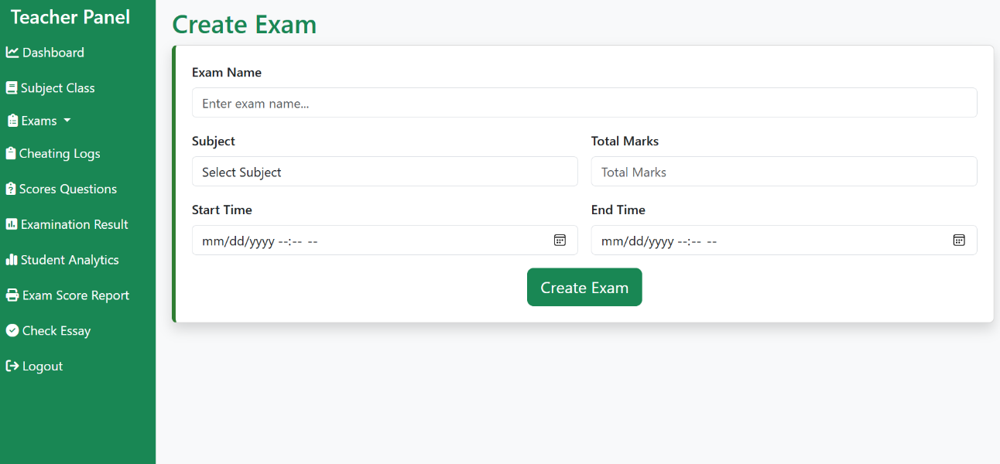 Teacher Panel
Dashboard
Subject Class
Exams
Cheating Logs
Scores Questions
Examination Result
Student Analytics
Exam Score Report
Check Essay
Logout
Create Exam
Exam Name
Enter exam name...
Subject
Total Marks
Select Subject
Total Marks
Start Time
End Time
mm/dd/yyyy --:-- --
mm/dd/yyyy --:-- --
Create Exam